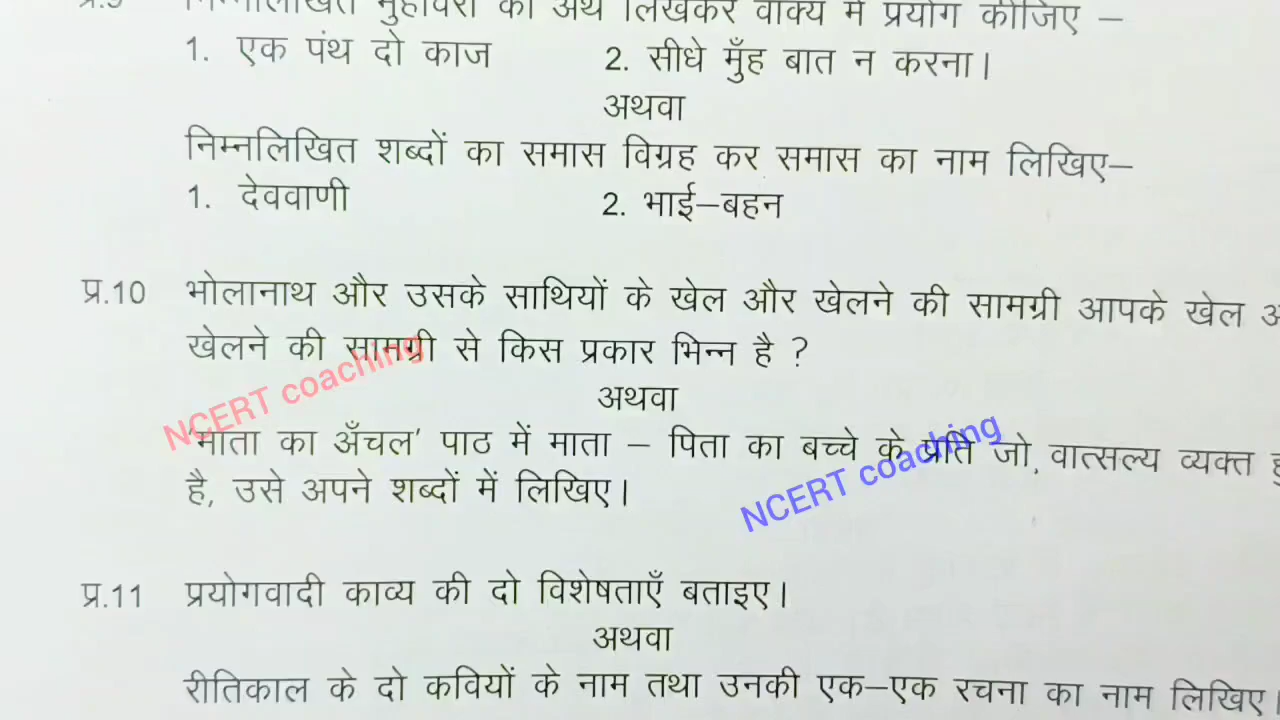 प्र.9 निम्नलिखित मुहावरों का अर्थ लिखकर वाक्य में प्रयोग कीजिए –
1. एक पंथ दो काज 2. सीधे मुँह बात न करना।
अथवा
निम्नलिखित शब्दों का समास विग्रह कर समास का नाम लिखिए–
1. देववाणी 2. भाई–बहन
प्र.10 भोलानाथ और उसके साथियों के खेल और खेलने की सामग्री आपके खेल
खेलने की सामग्री से किस प्रकार भिन्न है ?
अथवा
NCERT coaching
'माता का अँचल' पाठ में माता – पिता का बच्चे के प्रति जो, वात्सल्य व्यक्त
NCERT coaching
है, उसे अपने शब्दों में लिखिए।
प्र.11 प्रयोगवादी काव्य की दो विशेषताएँ बताइए।
अथवा
रीतिकाल के दो कवियों के नाम तथा उनकी एक–एक रचना का नाम लिखिए।